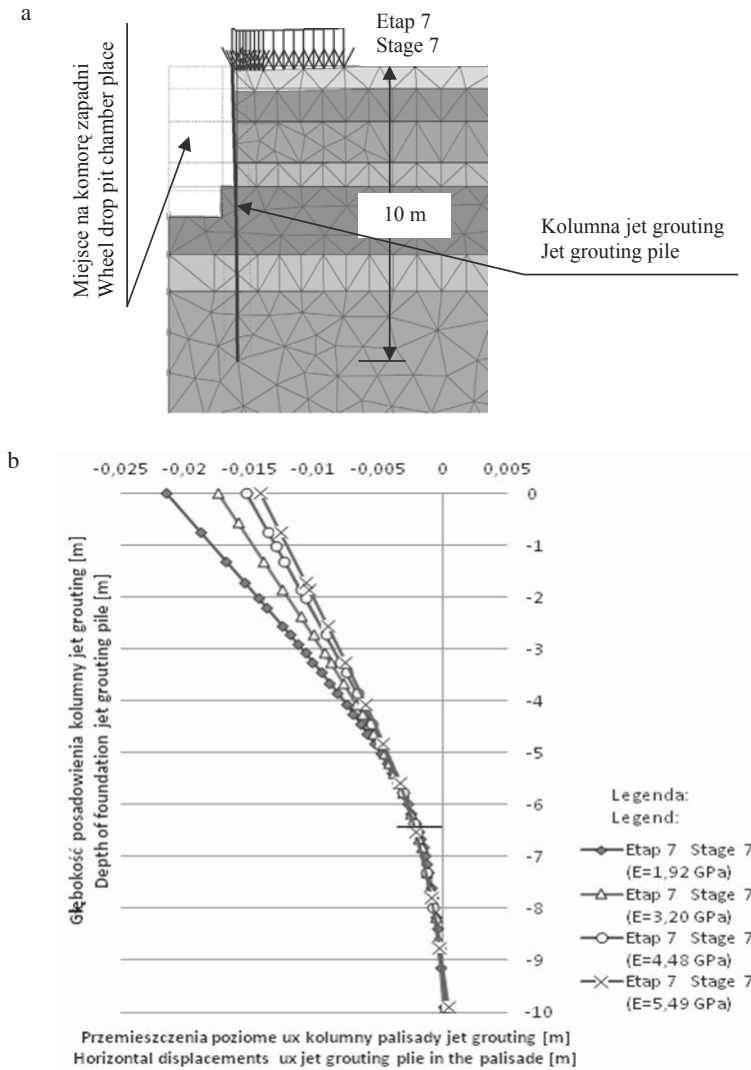 a
Etap 7
Stage 7
Miejsce na komorę zapadni
Wheel drop pit chamber place
10 m
Kolumna jet grouting
Jet grouting pile
b
-0,025 -0,02 -0,015 -0,01 -0,005 0 0,005
0
-1
-2
-3
-4
-5
-6
-7
-8
-9
-10
Głębokość posadowienia kolumny jet grouting [m]
Depth of foundation jet grouting pile [m]
Legenda:
Legend:
Etap 7 Stage 7
(E=1,92 GPa)
Etap 7 Stage 7
(E=3,20 GPa)
Etap 7 Stage 7
(E=4,48 GPa)
Etap 7 Stage 7
(E=5,49 GPa)
Przemieszczenia poziome ux kolumny palisady jet grouting [m]
Horizontal displacements ux jet grouting plie in the palisade [m]